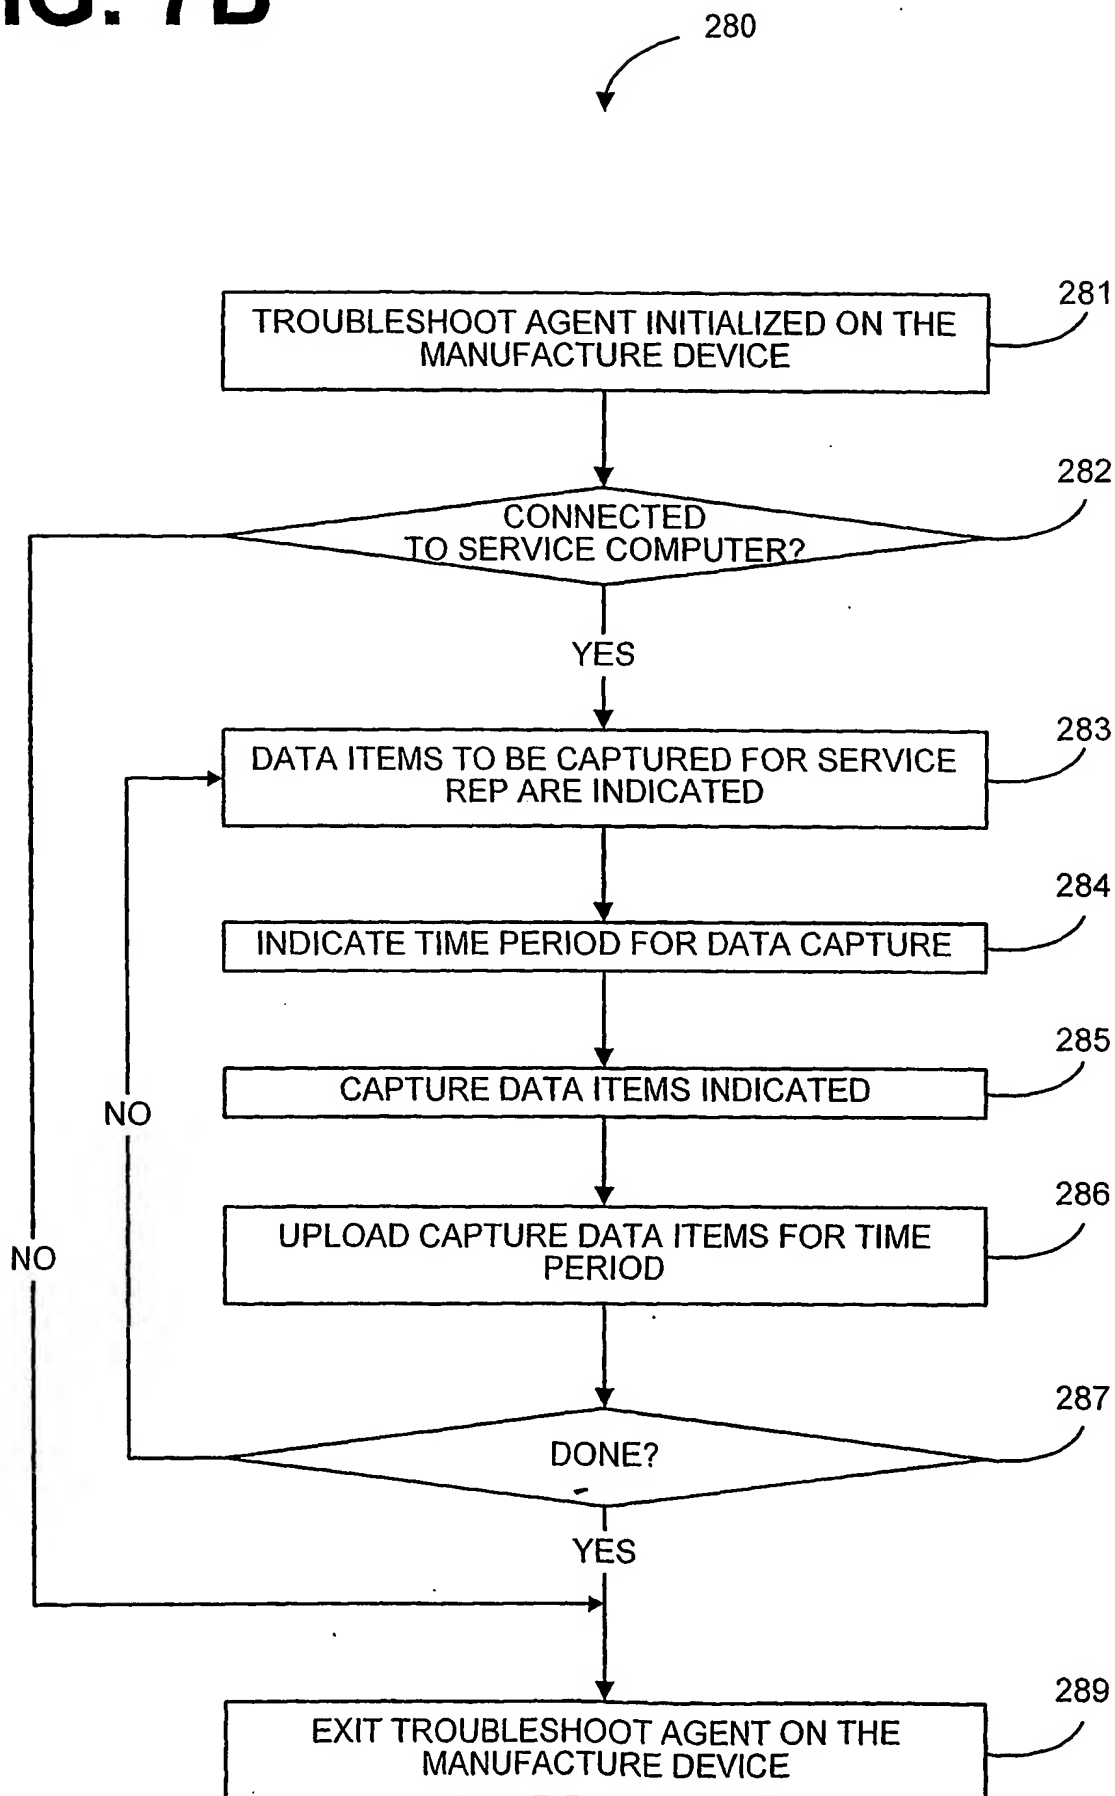 FIG. 7B
280
281
TROUBLESHOOT AGENT INITIALIZED ON THE
MANUFACTURE DEVICE
282
CONNECTED
TO SERVICE COMPUTER?
YES
283
DATA ITEMS TO BE CAPTURED FOR SERVICE
REP ARE INDICATED
284
INDICATE TIME PERIOD FOR DATA CAPTURE
285
CAPTURE DATA ITEMS INDICATED
NO
286
UPLOAD CAPTURE DATA ITEMS FOR TIME
PERIOD
NO
287
DONE?
YES
289
EXIT TROUBLESHOOT AGENT ON THE
MANUFACTURE DEVICE